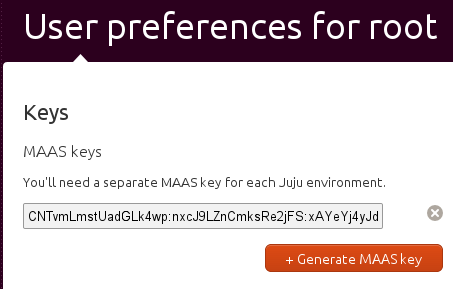 User preferences for root
Keys
MAAS keys
You'll need a separate MAAS key for each Juju environment.
CNTvmLmstUadGLk4wp:nxcJ9LZnCmksRe2jFS:xAYeYj4yJd
+ Generate MAAS key